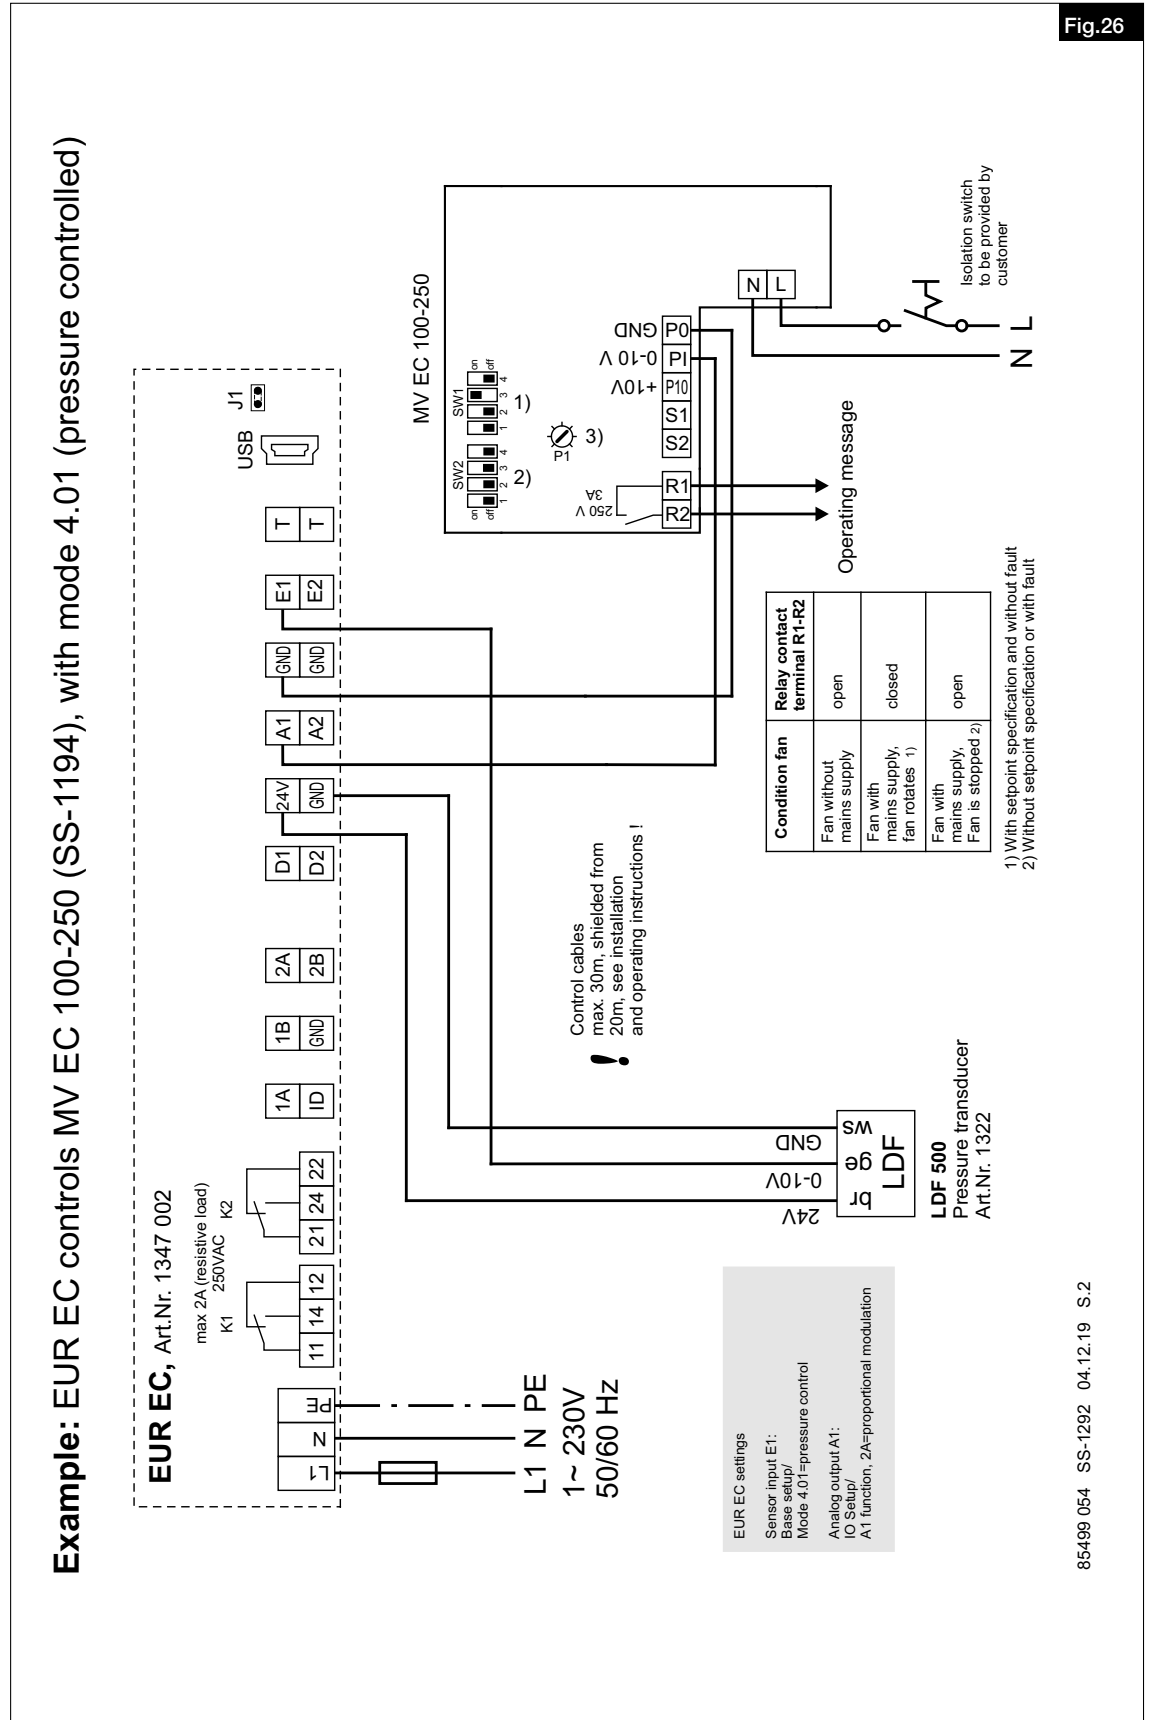 Fig.26
Example: EUR EC controls MV EC 100-250 (SS-1194), with mode 4.01 (pressure controlled)
EUR EC, Art.Nr. 1347 002
max 2A (resistive load)
250VAC
K1
K2
USB
J1
L1
N
PE
11
14
12
21
24
22
1A
ID
1B
GND
2A
2B
D1
D2
24V
GND
A1
A2
GND
GND
E1
E2
T
T
L1 N PE
1~ 230V
50/60 Hz
MV EC 100-250
SW2
on
off
1
2
3
4
2)
SW1
on
off
1
2
3
4
1)
P1
3)
250 V
3A
R2
R1
S2
S1
+10V
P10
0-10 V
PI
GND
P0
N
L
Operating message
N
L
Isolation switch
to be provided by
customer
!
Control cables
max. 30m, shielded from
20m, see installation
and operating instructions !
24V
0-10V
GND
br
ge
ws
LDF
LDF 500
Pressure transducer
Art.Nr. 1322
Condition fan
Relay contact
terminal R1-R2
Fan without
mains supply
open
Fan with
mains supply,
fan rotates 1)
closed
Fan with
mains supply,
Fan is stopped 2)
open
1) With setpoint specification and without fault
2) Without setpoint specification or with fault
EUR EC settings
Sensor input E1:
Base setup/
Mode 4.01=pressure control
Analog output A1:
IO Setup/
A1 function, 2A=proportional modulation
85499 054 SS-1292 04.12.19 S.2